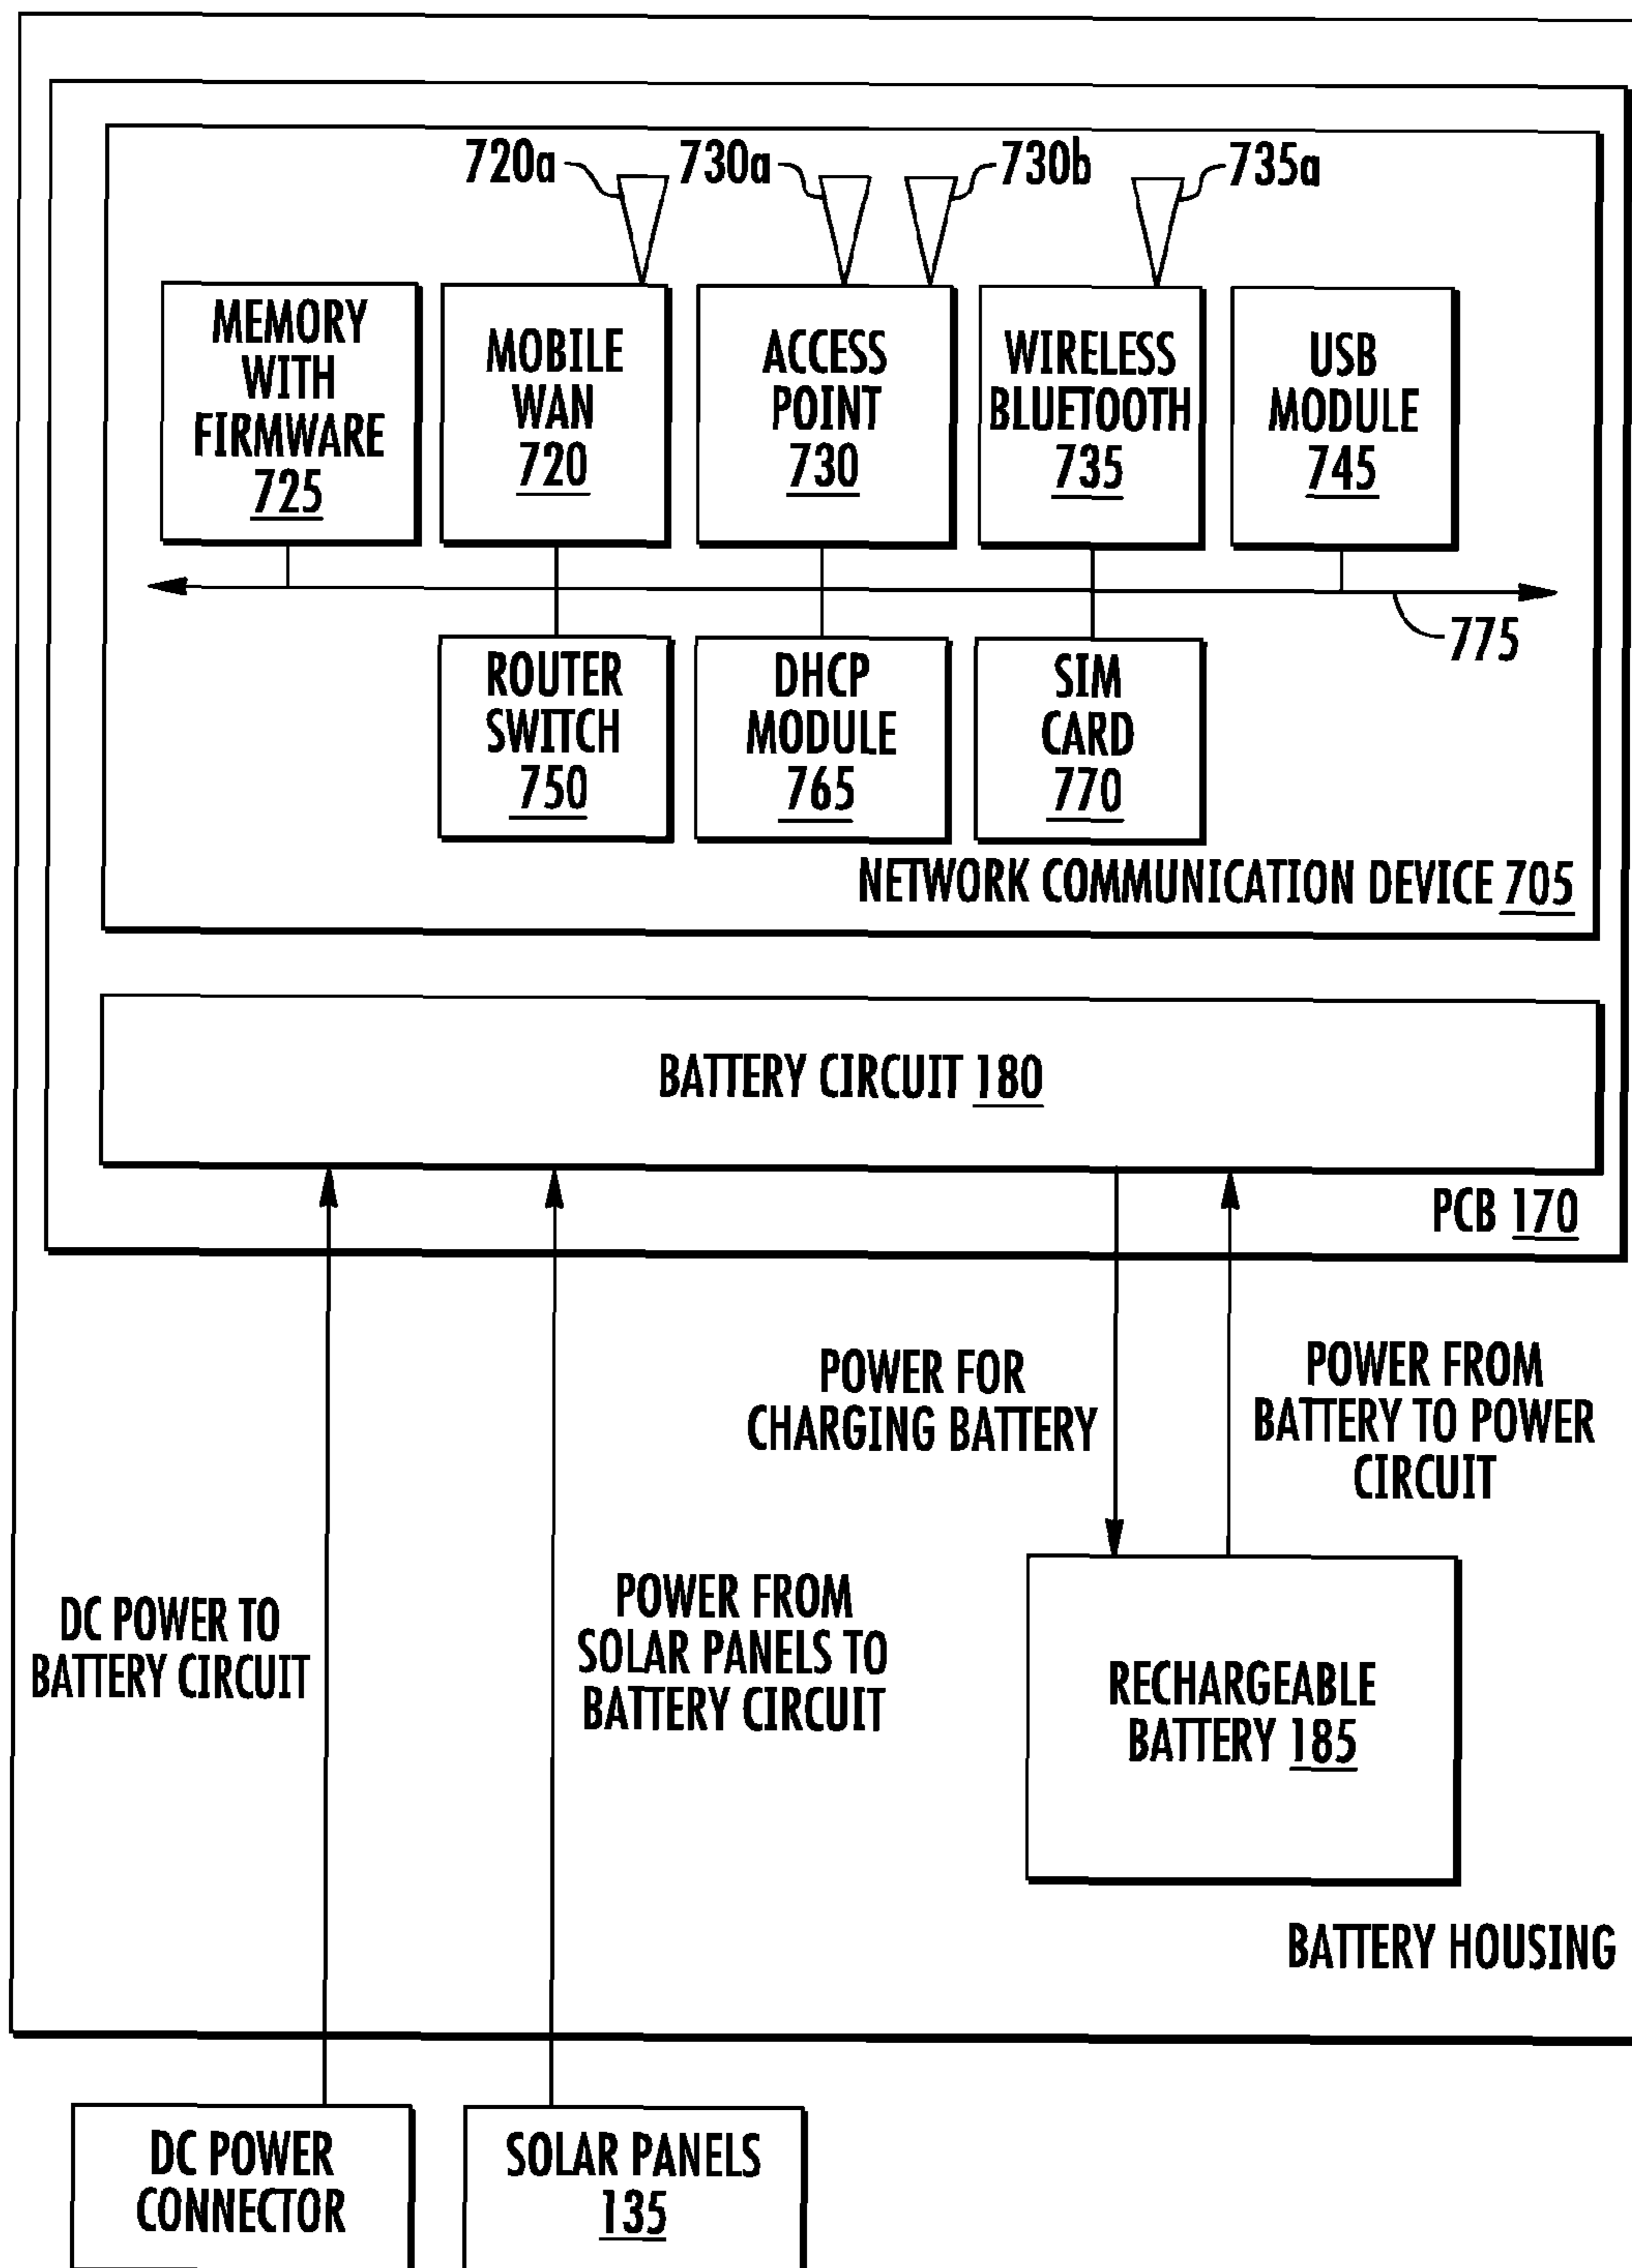 720a
730a
730b
735a
MEMORY
WITH
FIRMWARE
725
MOBILE
WAN
720
ACCESS
POINT
730
WIRELESS
BLUETOOTH
735
USB
MODULE
745
775
ROUTER
SWITCH
750
DHCP
MODULE
765
SIM
CARD
770
NETWORK COMMUNICATION DEVICE 705
BATTERY CIRCUIT 180
PCB 170
POWER FOR
CHARGING BATTERY
POWER FROM
BATTERY TO POWER
CIRCUIT
DC POWER TO
BATTERY CIRCUIT
POWER FROM
SOLAR PANELS TO
BATTERY CIRCUIT
RECHARGEABLE
BATTERY 185
BATTERY HOUSING
DC POWER
CONNECTOR
SOLAR PANELS
135